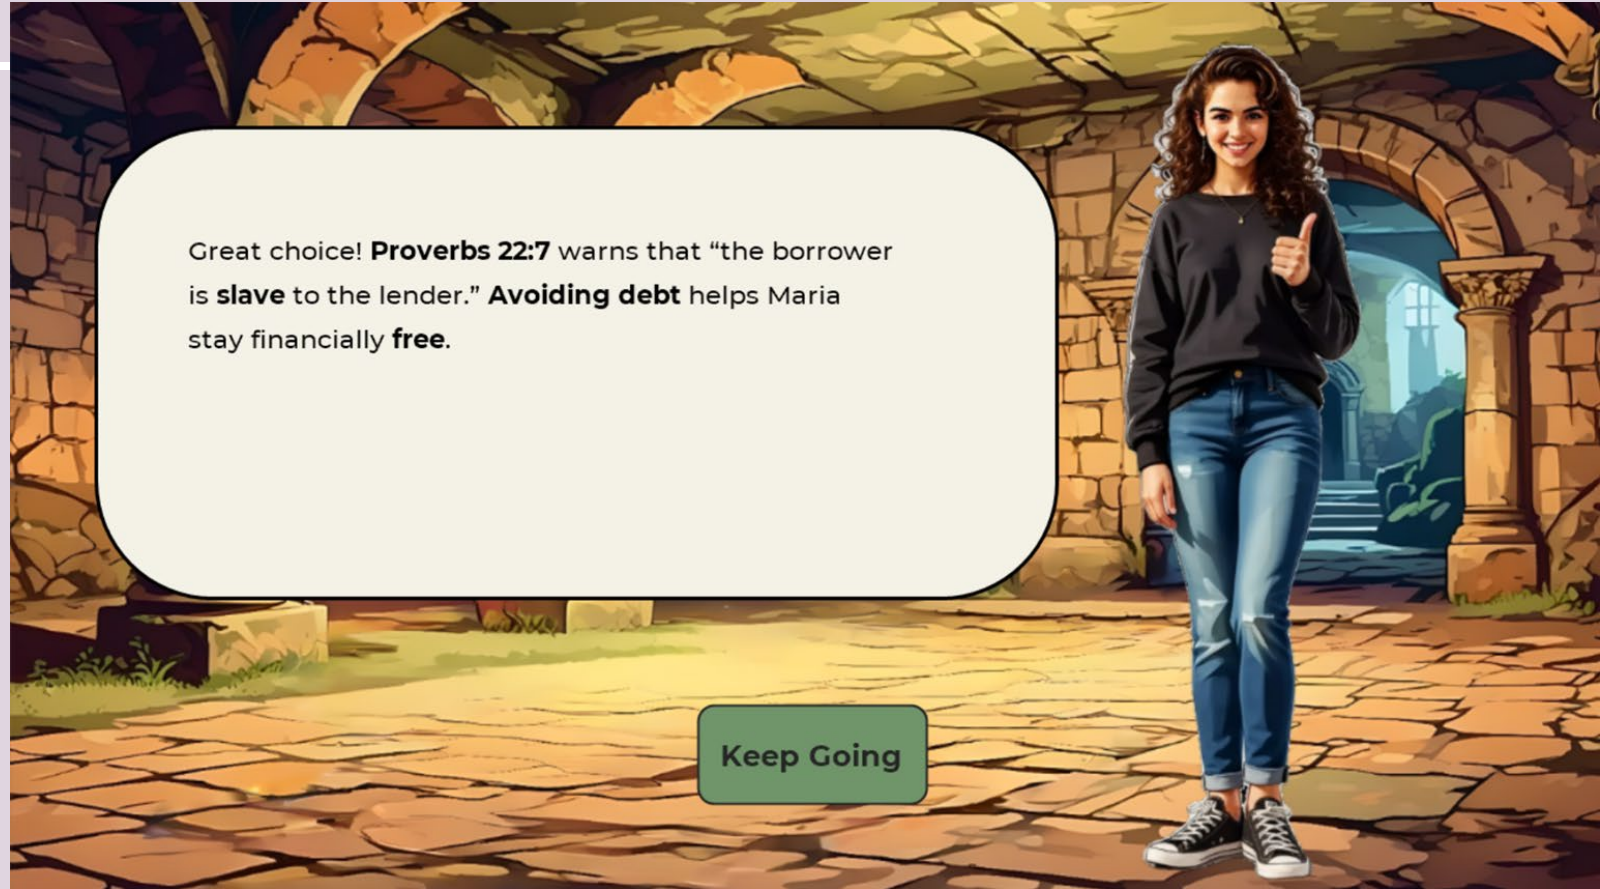 Great choice! Proverbs 22:7 warns that “the borrower
is slave to the lender.” Avoiding debt helps Maria
stay financially free.
Keep Going